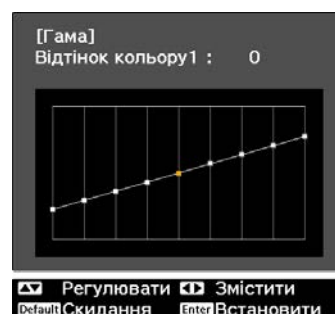 [Гама]
Відтінок кольору1 : 0
Регулювати Змістити
Default Скидання Enter Встановити